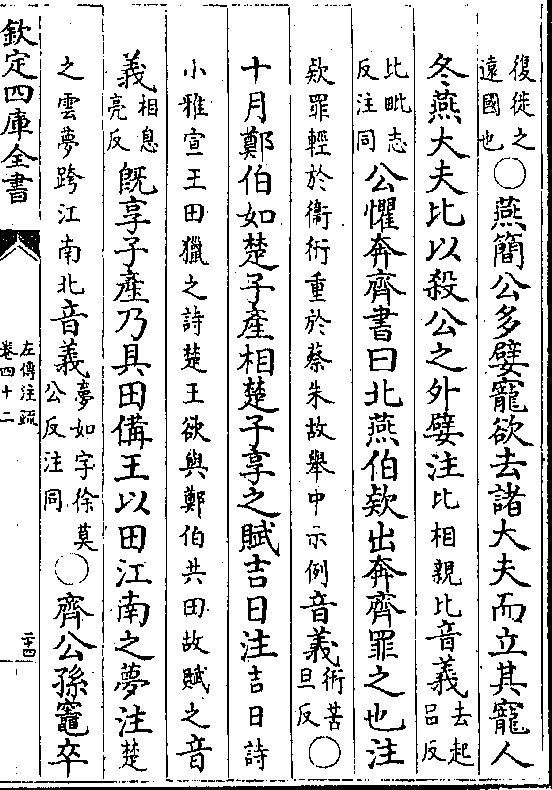 復徙之遠國也○燕簡公多嬖寵欲去諸大夫而立其寵人
冬燕大夫比以殺公之外嬖注比相親比音義去起呂反
比毗志反注同公懼奔齊書曰北燕伯欵出奔齊罪之也注
欵罪輕於衞衎重於蔡朱故舉中示例音義衎苦旦反○
十月鄭伯如楚子產相楚子享之賦吉日注吉日詩
小雅宣王田獵之詩楚王欲與鄭伯共田故賦之音
義相息亮反既享子產乃具田備王以田江南之夢注楚
之雲夢跨江南北音義夢如字徐莫公反注同○齊公孫竈卒
欽定四庫全書
左傳注疏
卷四十二
二十四